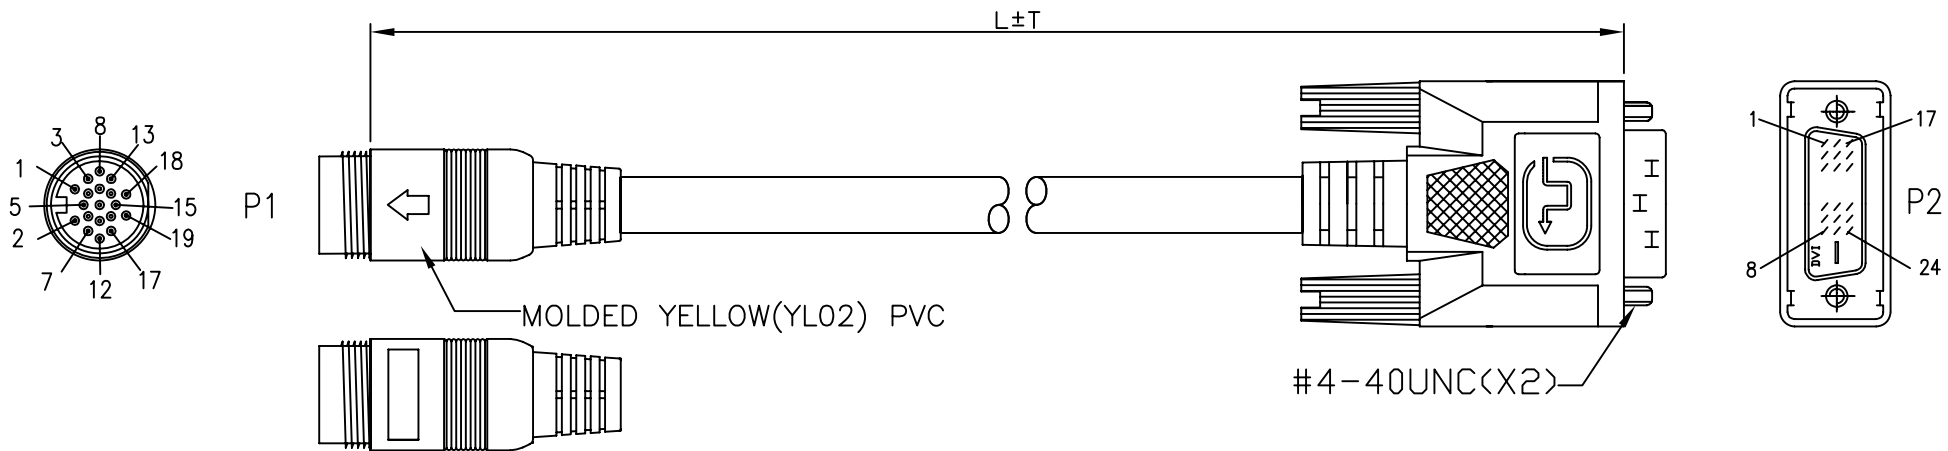 L±T
8
3
13
1
18
5
15
2
19
7
12
17
P1
MOLDED YELLOW(YL02) PVC
#4-40UNC(X2)
1
17
8
24
DVI
P2